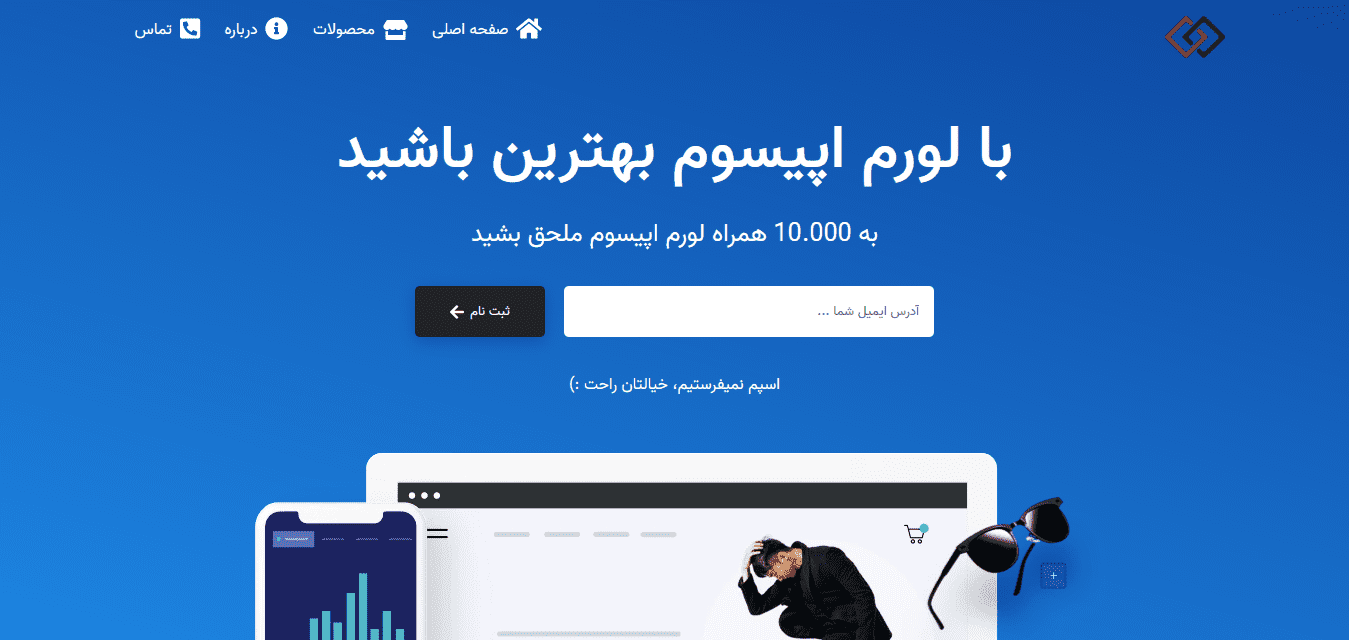 صفحه اصلی محصولات درباره تماس
با لورم اپیسوم بهترین باشید
به 10.000 همراه لورم اپیسوم ملحق بشید
آدرس ایمیل شما ...
ثبت نام
اسپم نمیفرستیم، خیالتان راحت :)